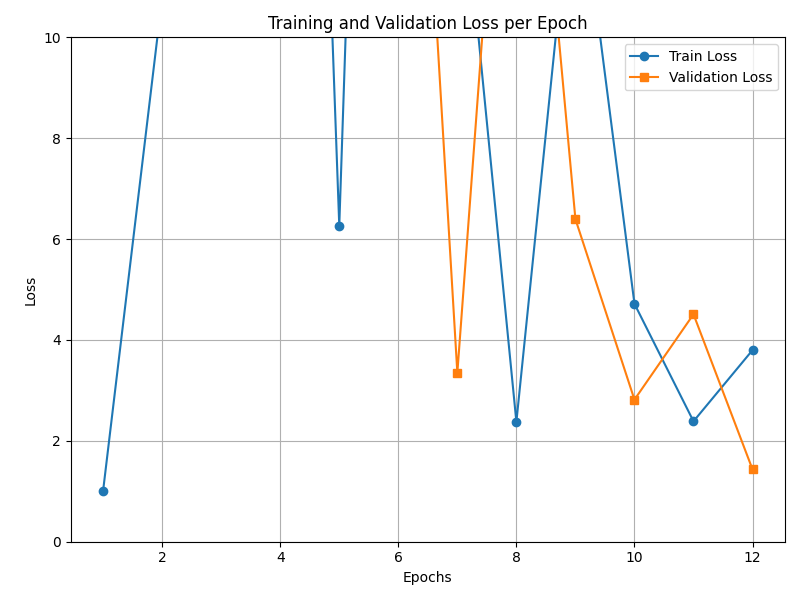 Training and Validation Loss per Epoch
Train Loss
Validation Loss
Loss
10
8
6
4
2
0
2 4 6 8 10 12
Epochs